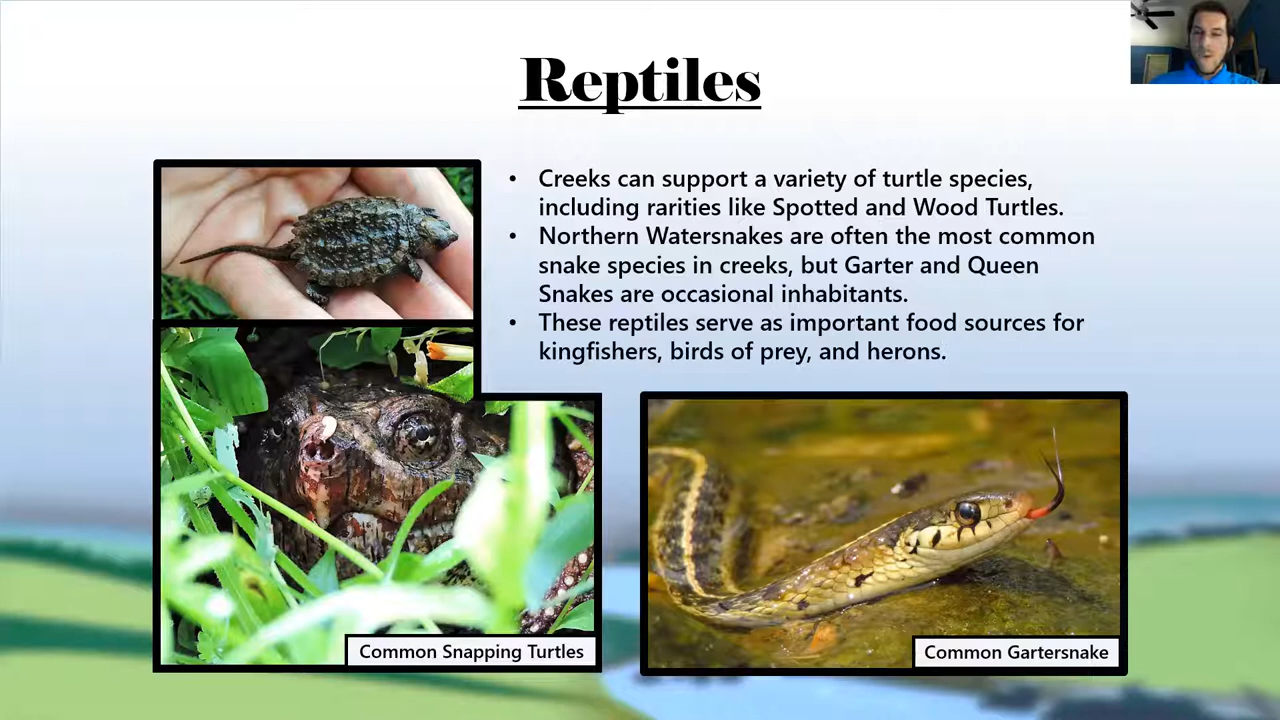 Reptiles
• Creeks can support a variety of turtle species,
including rarities like Spotted and Wood Turtles.
• Northern Watersnakes are often the most common
snake species in creeks, but Garter and Queen
Snakes are occasional inhabitants.
• These reptiles serve as important food sources for
kingfishers, birds of prey, and herons.
Common Snapping Turtles
Common Gartersnake